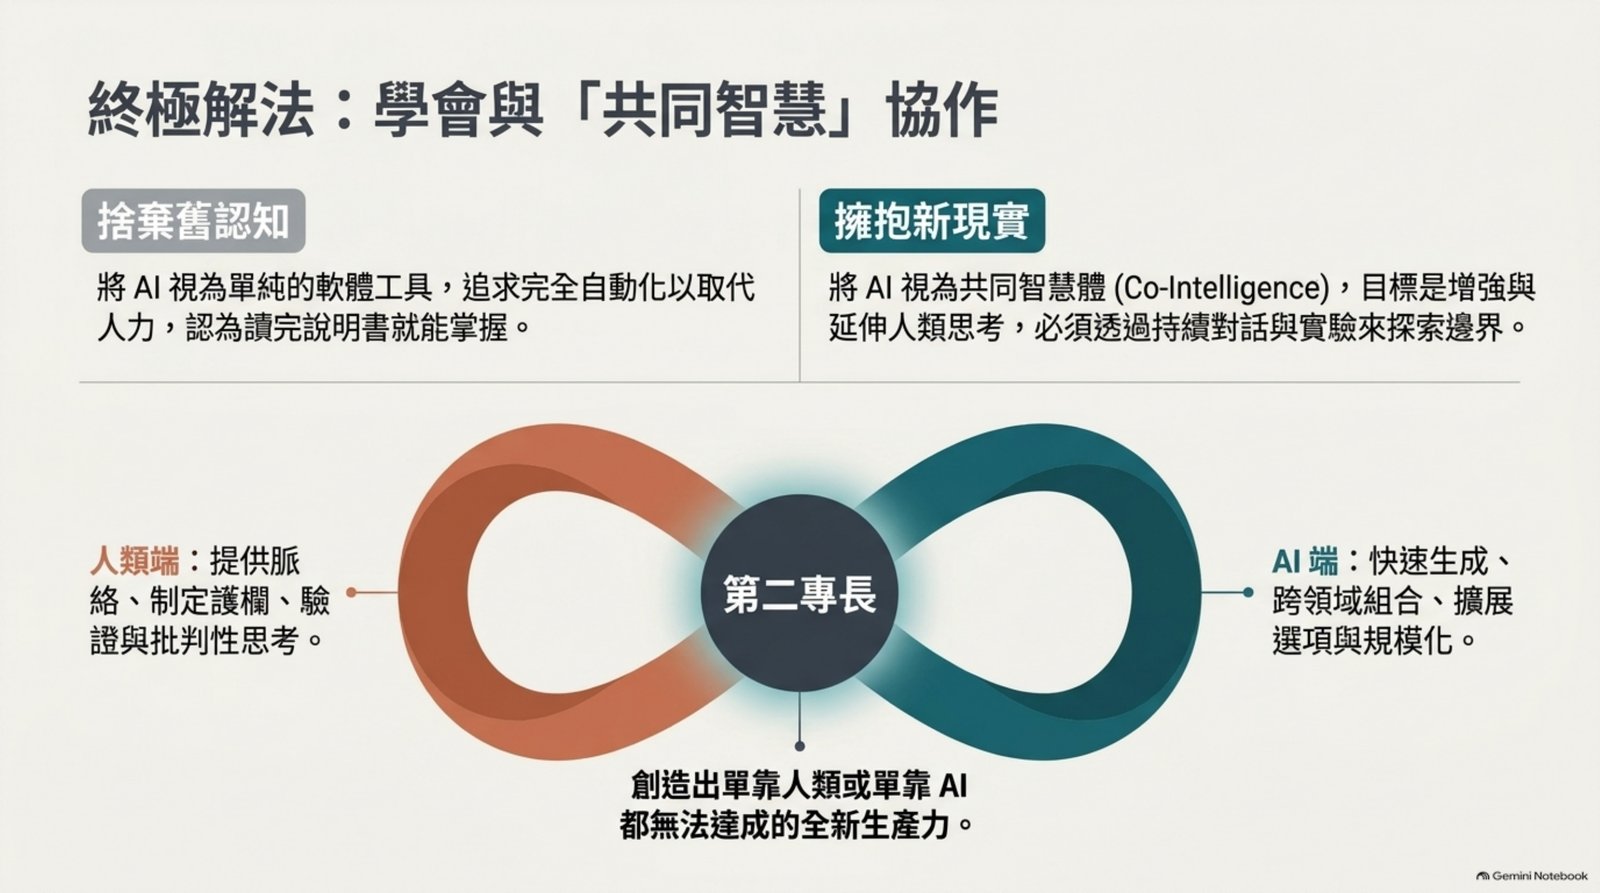 終極解法：學會與「共同智慧」協作
捨棄舊認知
將 AI 視為單純的軟體工具，追求完全自動化以取代
人力，認為讀完說明書就能掌握。
擁抱新現實
將 AI 視為共同智慧體 (Co-Intelligence)，目標是增強與
延伸人類思考，必須透過持續對話與實驗來探索邊界。
人類端：提供脈
絡、制定護欄、驗
證與批判性思考。
第二專長
AI 端：快速生成、
跨領域組合、擴展
選項與規模化。
創造出單靠人類或單靠 AI
都無法達成的全新生產力。
Gemini Notebook